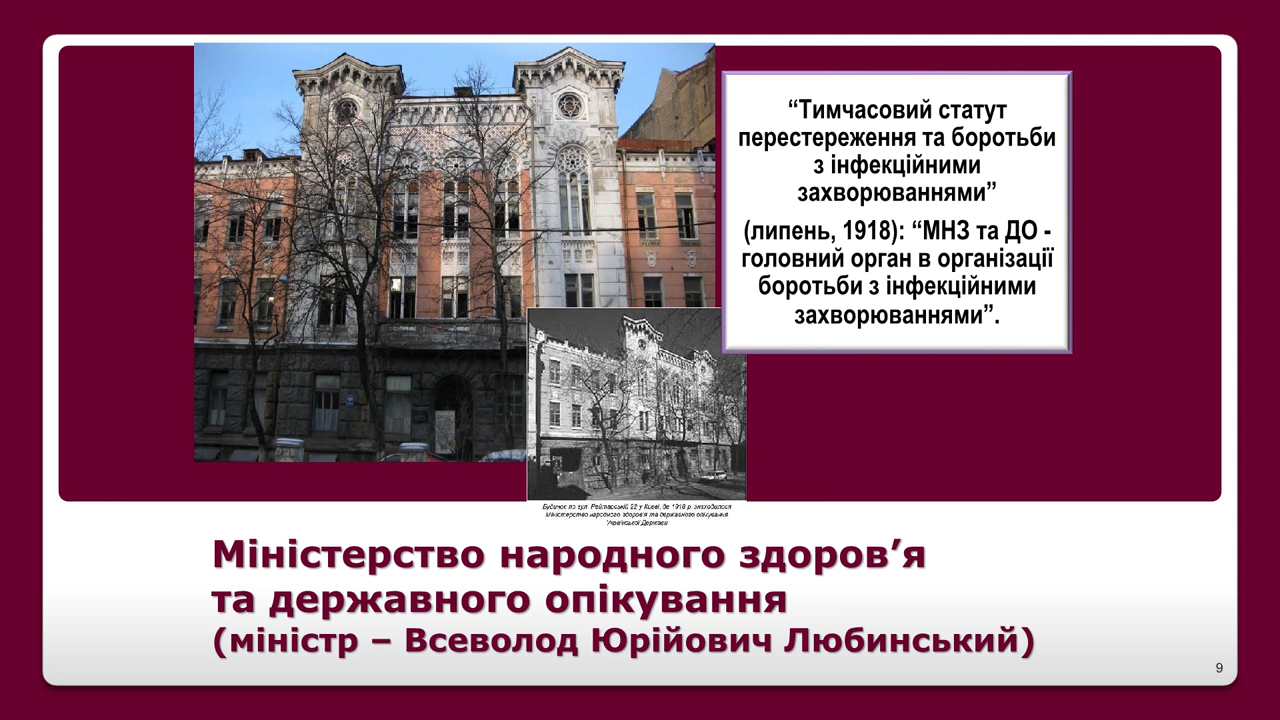 “Тимчасовий статут
перестереження та боротьби
з інфекційними
захворюваннями”
(липень, 1918): “МНЗ та ДО -
головний орган в організації
боротьби з інфекційними
захворюваннями”.
Будинок по вул. Рейтарській 22 у Києві, де 1918 р. знаходилося
Міністерство народного здоров'я та державного опікування
Української Держави
Міністерство народного здоров’я
та державного опікування
(міністр – Всеволод Юрійович Любинський)
9